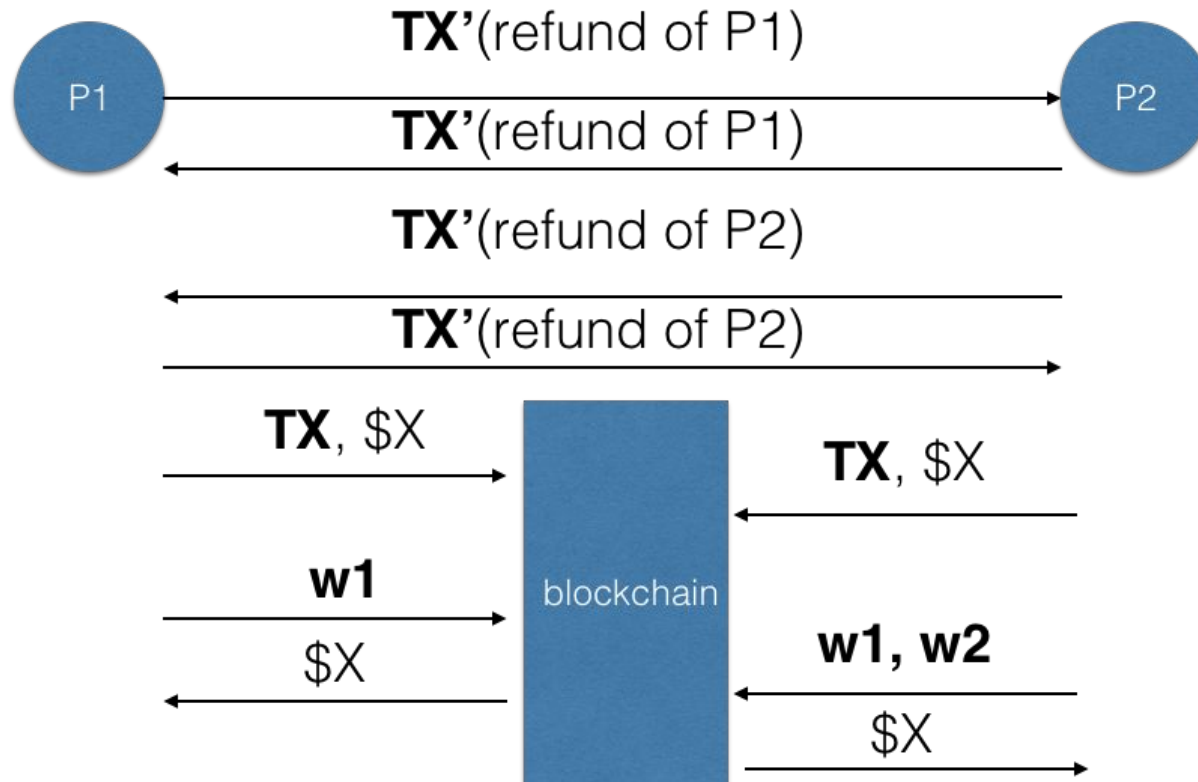 TX’(refund of P1)
P1
P2
TX’(refund of P1)
TX’(refund of P2)
TX’(refund of P2)
TX, $X
TX, $X
w1
blockchain
$X
w1, w2
$X